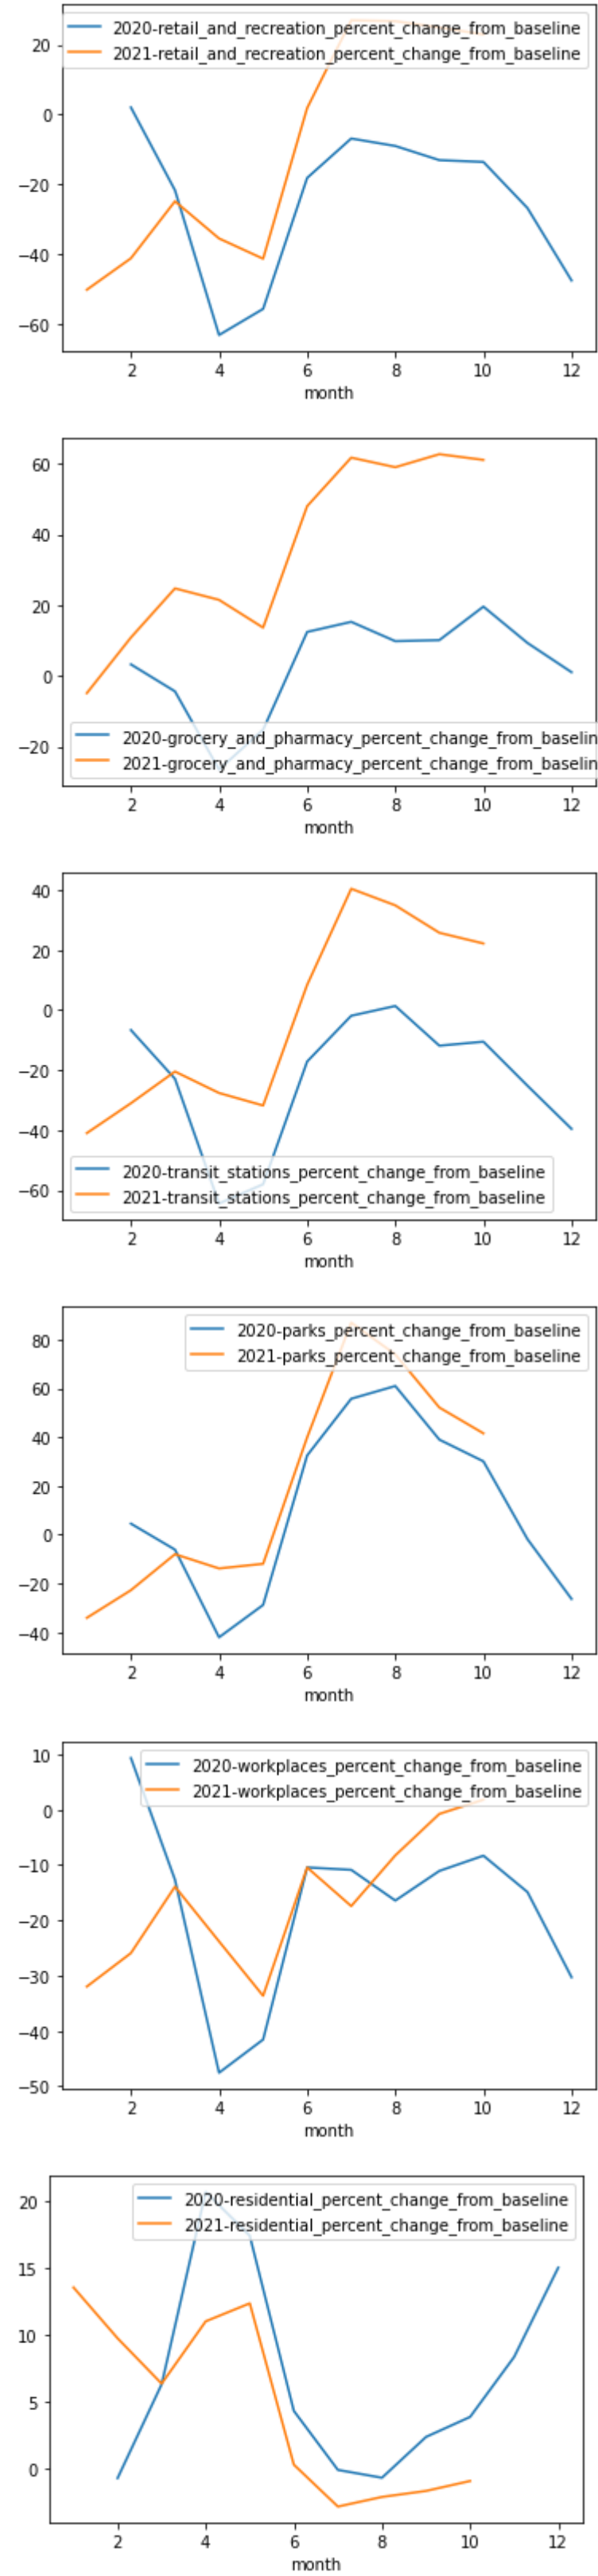 2020-retail_and_recreation_percent_change_from_baseline
2021-retail_and_recreation_percent_change_from_baseline
20
0
−20
−40
−60
2 4 6 8 10 12
month
60
40
20
0
−20
2020-grocery_and_pharmacy_percent_change_from_baselin
2021-grocery_and_pharmacy_percent_change_from_baselin
2 4 6 8 10 12
month
40
20
0
−20
−40
−60
2020-transit_stations_percent_change_from_baseline
2021-transit_stations_percent_change_from_baseline
2 4 6 8 10 12
month
2020-parks_percent_change_from_baseline
2021-parks_percent_change_from_baseline
80
60
40
20
0
−20
−40
2 4 6 8 10 12
month
2020-workplaces_percent_change_from_baseline
2021-workplaces_percent_change_from_baseline
10
0
−10
−20
−30
−40
−50
2 4 6 8 10 12
month
2020-residential_percent_change_from_baseline
2021-residential_percent_change_from_baseline
20
15
10
5
0
2 4 6 8 10 12
month